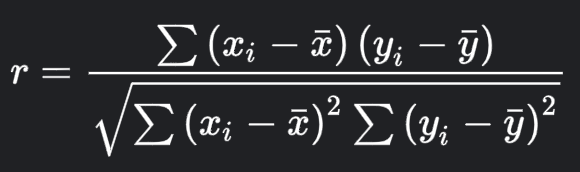 r = \frac{\sum (x_i - \bar{x}) (y_i - \bar{y})}{\sqrt{\sum (x_i - \bar{x})^2 \sum (y_i - \bar{y})^2}}